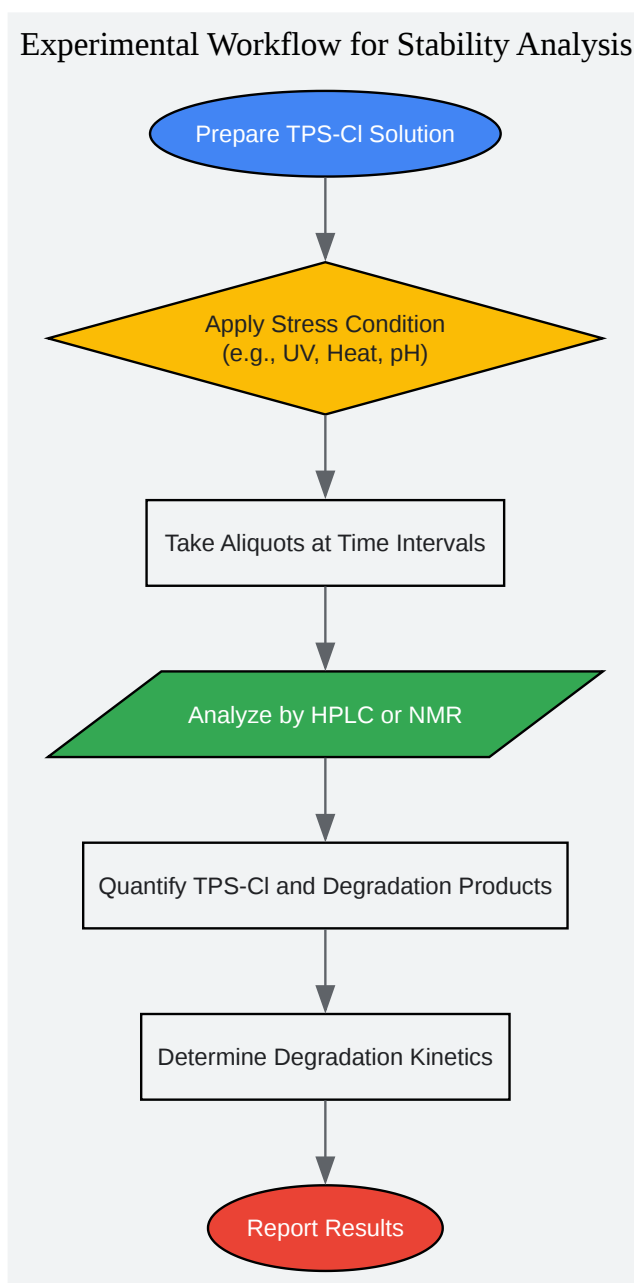 Experimental Workflow for Stability Analysis
Prepare TPS-Cl Solution
Apply Stress Condition
(e.g., UV, Heat, pH)
Take Aliquots at Time Intervals
Analyze by HPLC or NMR
Quantify TPS-Cl and Degradation Products
Determine Degradation Kinetics
Report Results